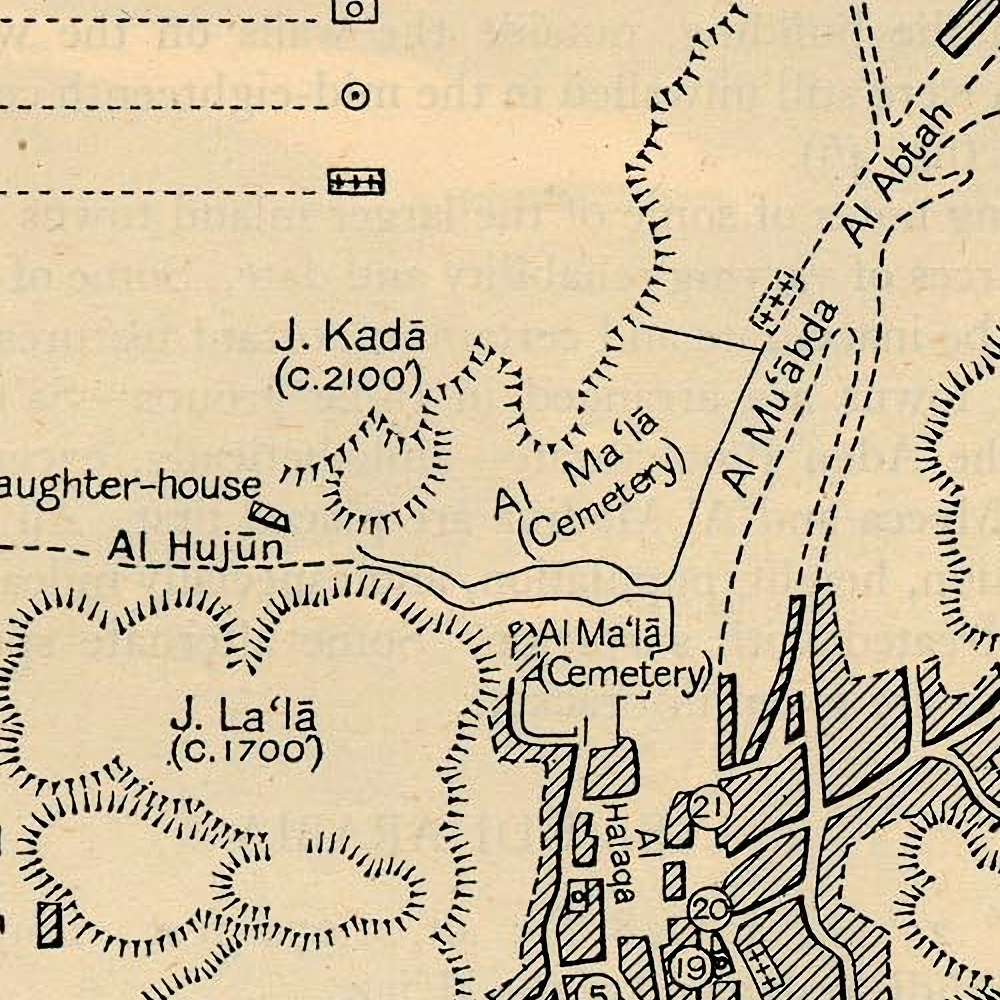 Al Abtah
J. Kadā
(c.2100')
Al Mu‘ābda
Al Ma‘lā
(Cemetery)
aughter-house
Al Hujūn
Al Ma‘lā
(Cemetery)
J. La‘lā
(c.1700')
21
Al
Halaqa
20
19
5